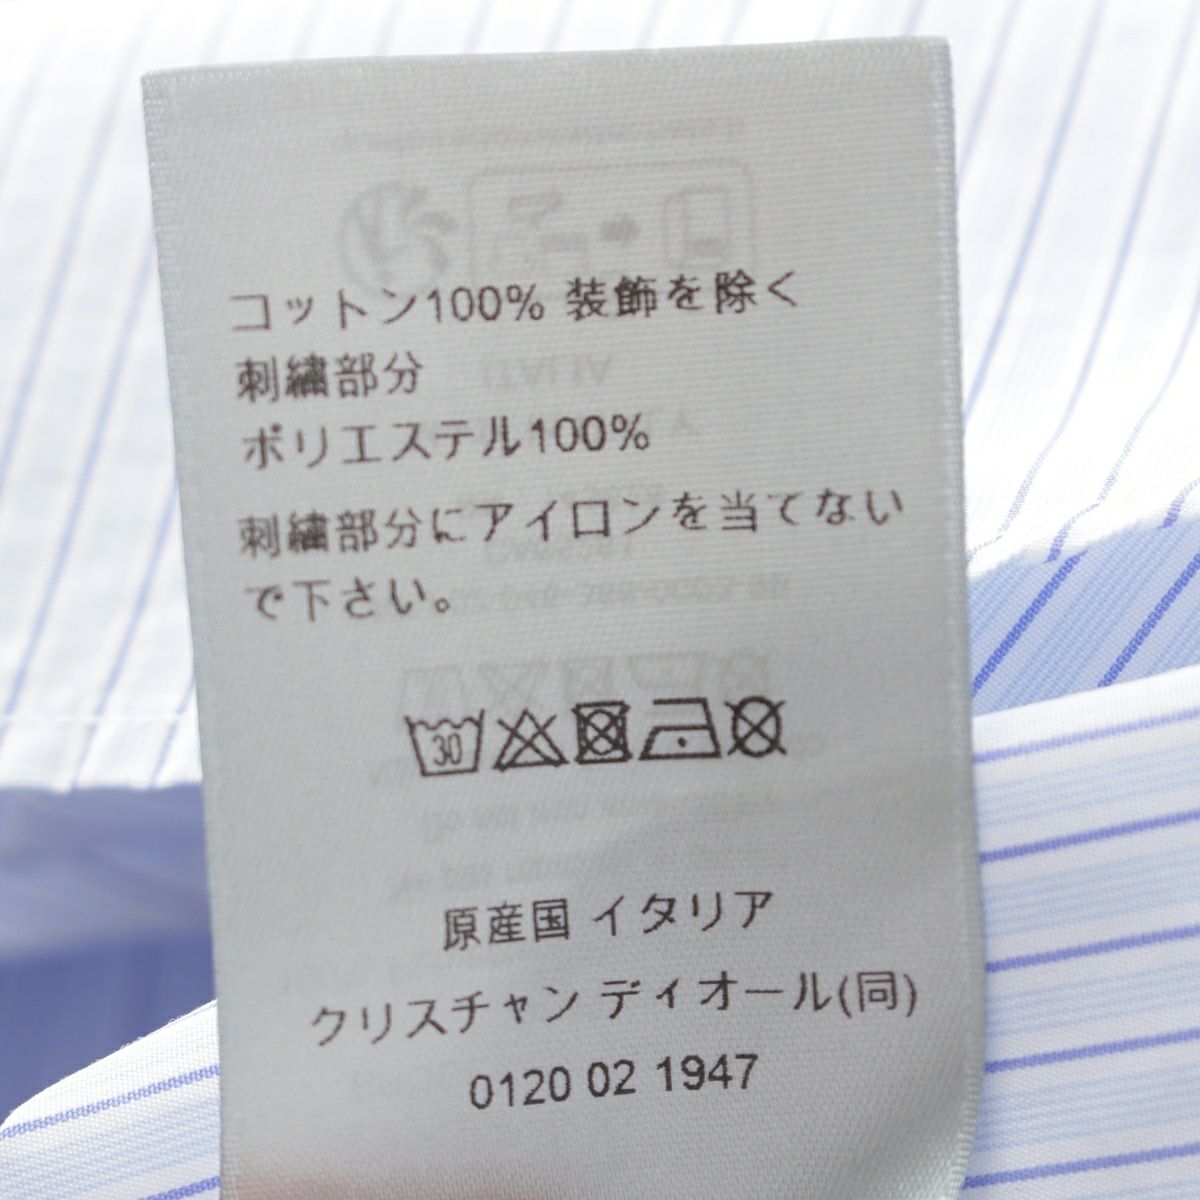 コットン100% 装飾を除く
刺繍部分
ポリエステル100%
刺繍部分にアイロンを当てない
で下さい。
30
原産国 イタリア
クリスチャン ディオール(同)
0120 02 1947